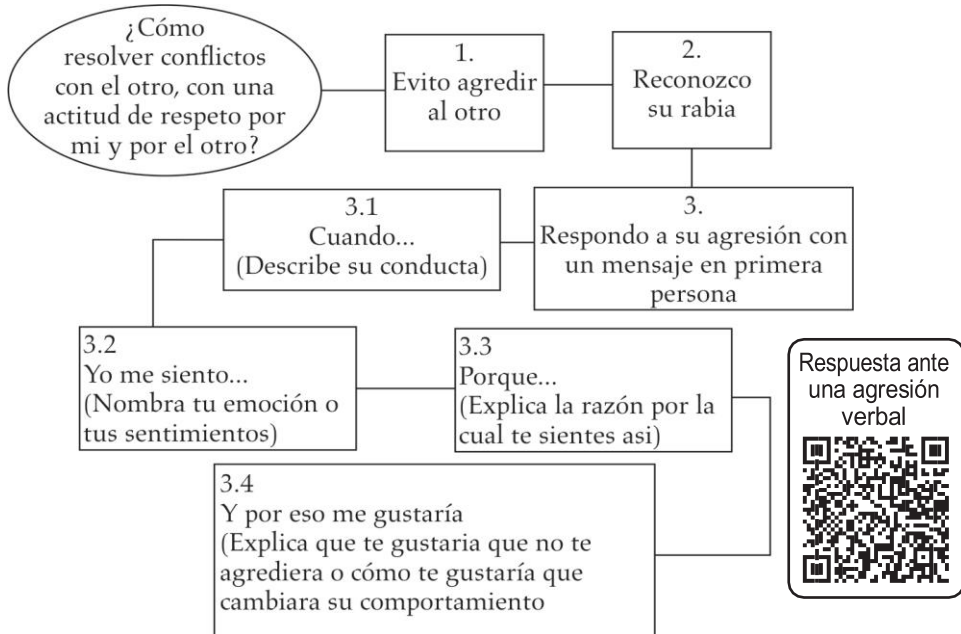 ¿Cómo
resolver conflictos
con el otro, con una
actitud de respeto por
mi y por el otro?
1.
Evito agredir
al otro
2.
Reconozco
su rabia
3.
Respondo a su agresión con
un mensaje en primera
persona
3.1
Cuando...
(Describe su conducta)
3.2
Yo me siento...
(Nombra tu emoción o
tus sentimientos)
3.3
Porque...
(Explica la razón por la
cual te sientes asi)
3.4
Y por eso me gustaría
(Explica que te gustaria que no te
agrediera o cómo te gustaría que
cambiara su comportamiento
Respuesta ante
una agresión
verbal